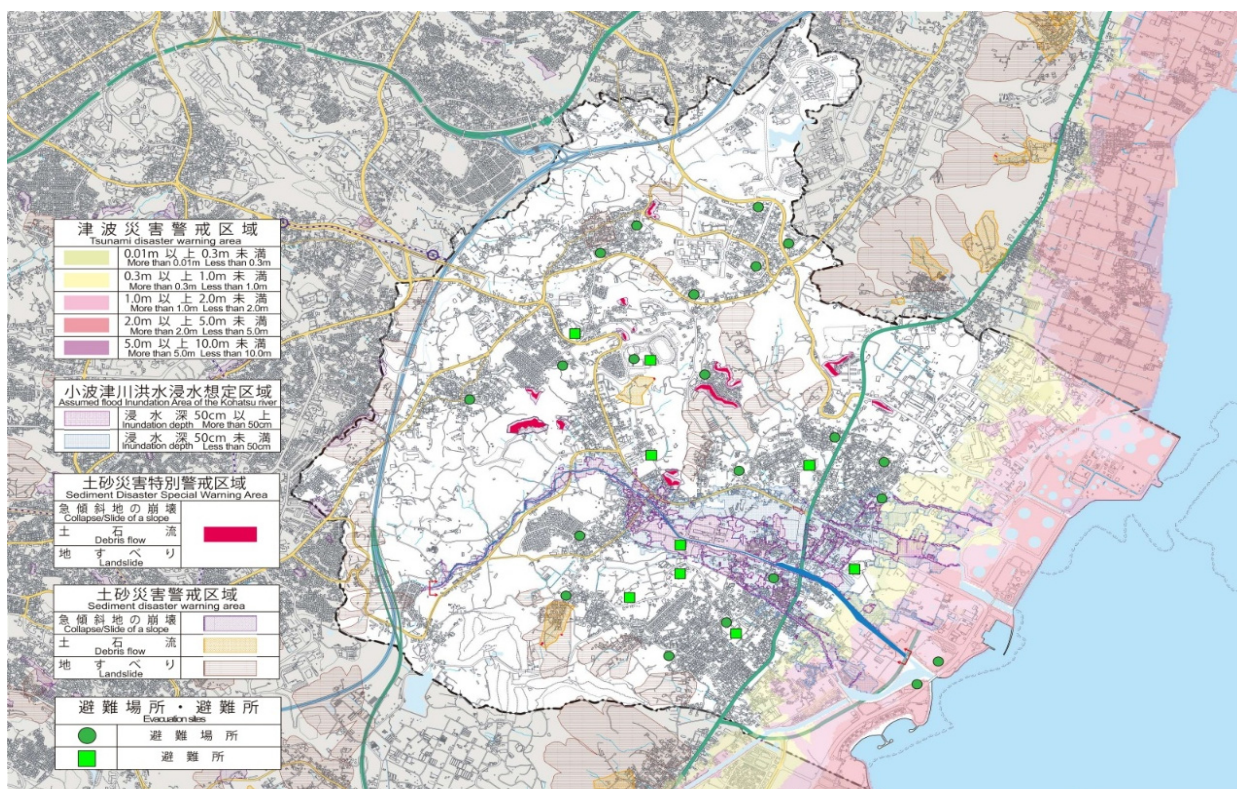 津波災害警戒区域
Tsunami disaster warning area
0.01m 以上 0.3m 未満
More than 0.01m Less than 0.3m
0.3m 以上 1.0m 未満
More than 0.3m Less than 1.0m
1.0m 以上 2.0m 未満
More than 1.0m Less than 2.0m
2.0m 以上 5.0m 未満
More than 2.0m Less than 5.0m
5.0m 以上 10.0m 未満
More than 5.0m Less than 10.0m
小波津川洪水浸水想定区域
Assumed flood Inundation Area of the Kohatsu river
浸水深 50cm 以上
Inundation depth More than 50cm
浸水深 50cm 未満
Inundation depth Less than 50cm
土砂災害特別警戒区域
Sediment Disaster Special Warning Area
急傾斜地の崩壊
Collapse/Slide of a slope
土石流
Debris flow
地すべり
Landslide
土砂災害警戒区域
Sediment disaster warning area
急傾斜地の崩壊
Collapse/Slide of a slope
土石流
Debris flow
地すべり
Landslide
避難場所・避難所
Evacuation sites
避難場所
避難所